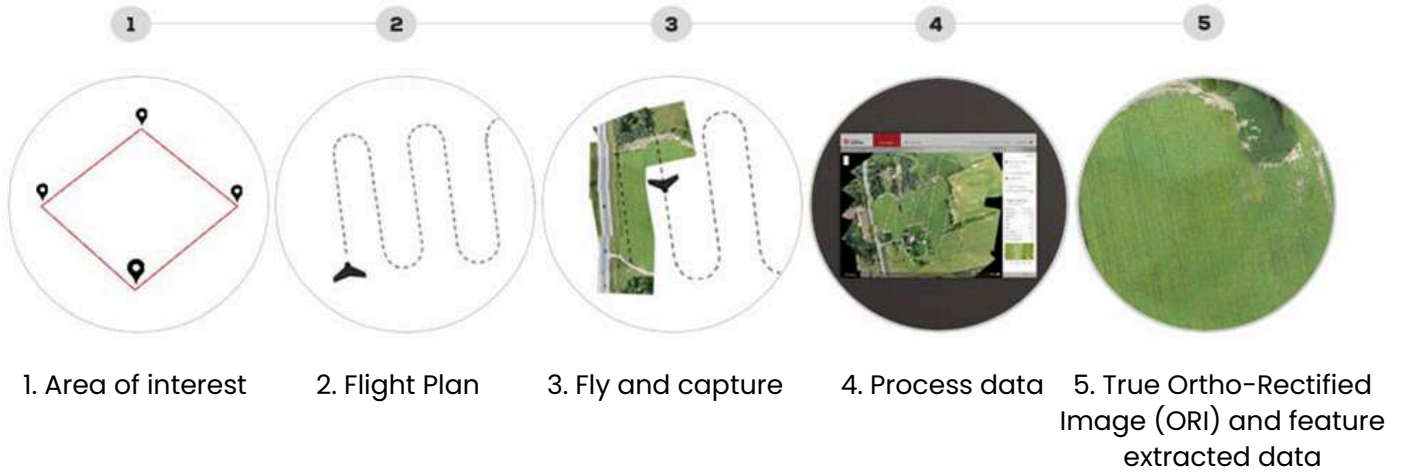 1
2
3
4
5
1. Area of interest
2. Flight Plan
3. Fly and capture
4. Process data
5. True Ortho-Rectified
Image (ORI) and feature
extracted data